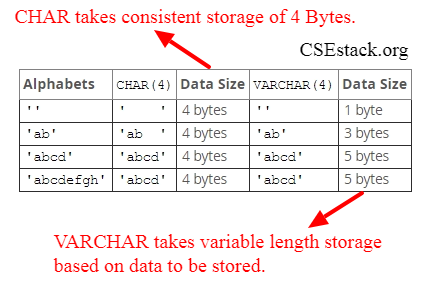 CHAR takes consistent storage of 4 Bytes.
CSEstack.org
Alphabets CHAR(4) Data Size VARCHAR(4) Data Size
'' '    ' 4 bytes '' 1 byte
'ab' 'ab  ' 4 bytes 'ab' 3 bytes
'abcd' 'abcd' 4 bytes 'abcd' 5 bytes
'abcdefgh' 'abcd' 4 bytes 'abcd' 5 bytes
VARCHAR takes variable length storage
based on data to be stored.